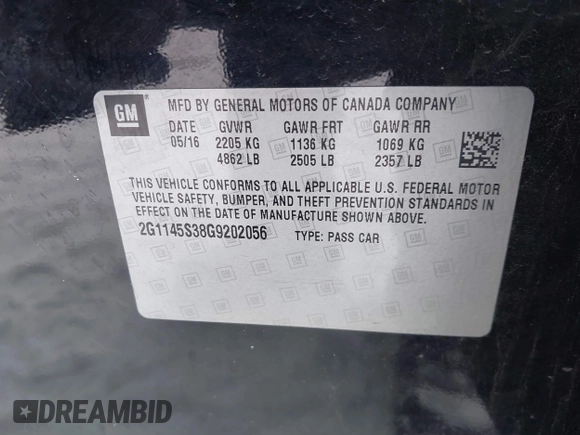 GM
MFD BY GENERAL MOTORS OF CANADA COMPANY
DATE GVWR GAWR FRT GAWR RR
05/16 2205 KG 1136 KG 1069 KG
4862 LB 2505 LB 2357 LB
THIS VEHICLE CONFORMS TO ALL APPLICABLE U.S. FEDERAL MOTOR
VEHICLE SAFETY, BUMPER, AND THEFT PREVENTION STANDARDS IN
EFFECT ON THE DATE OF MANUFACTURE SHOWN ABOVE.
2G1145S38G9202056 TYPE: PASS CAR
DREAMBID